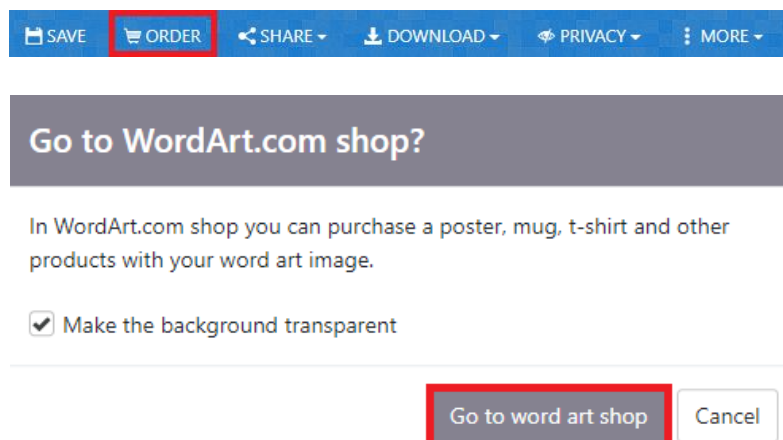 SAVE ORDER SHARE DOWNLOAD PRIVACY MORE
Go to WordArt.com shop?
In WordArt.com shop you can purchase a poster, mug, t-shirt and other
products with your word art image.
Make the background transparent
Go to word art shop Cancel